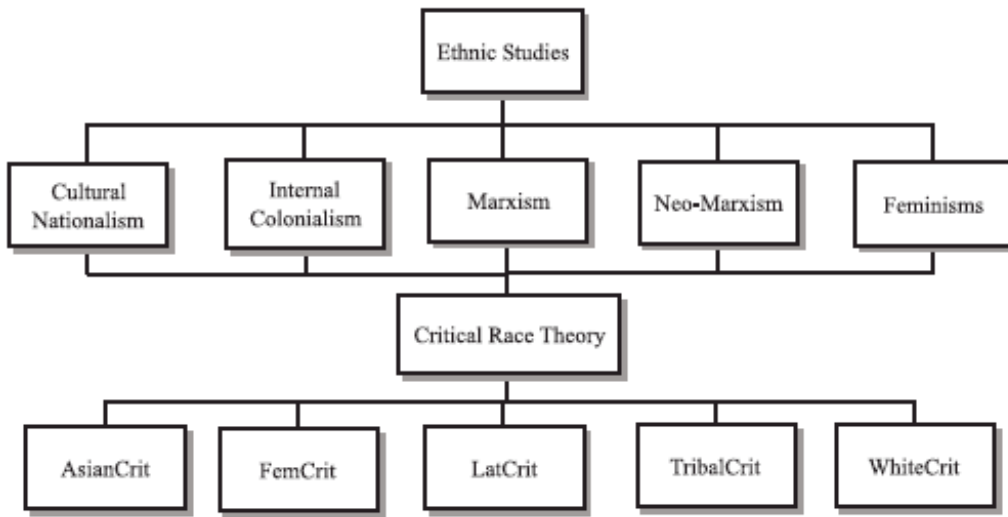 Ethnic Studies
Cultural
Nationalism
Internal
Colonialism
Marxism
Neo-Marxism
Feminisms
Critical Race Theory
AsianCrit
FemCrit
LatCrit
TribalCrit
WhiteCrit